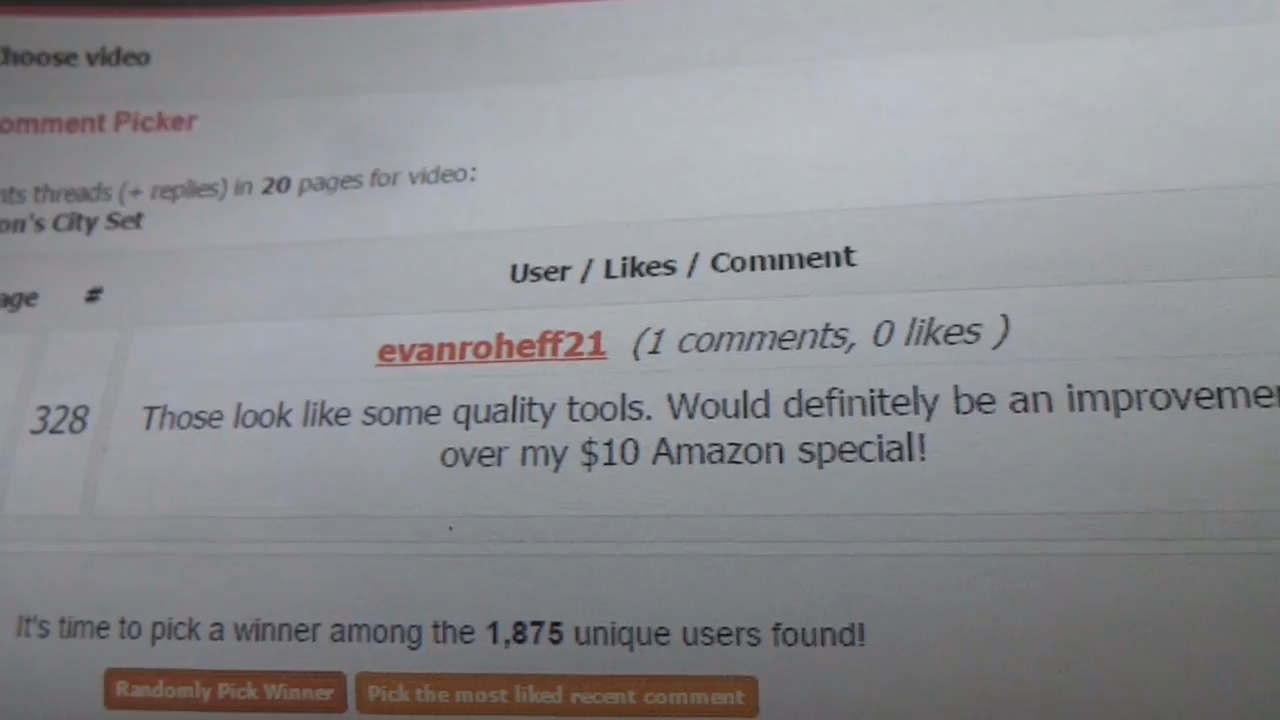 Choose video
omment Picker
nts threads (+ replies) in 20 pages for video:
on's City Set
age # User / Likes / Comment
evanroheff21 (1 comments, 0 likes )
328 Those look like some quality tools. Would definitely be an improveme
over my $10 Amazon special!
It's time to pick a winner among the 1,875 unique users found!
Randomly Pick Winner Pick the most liked recent comment